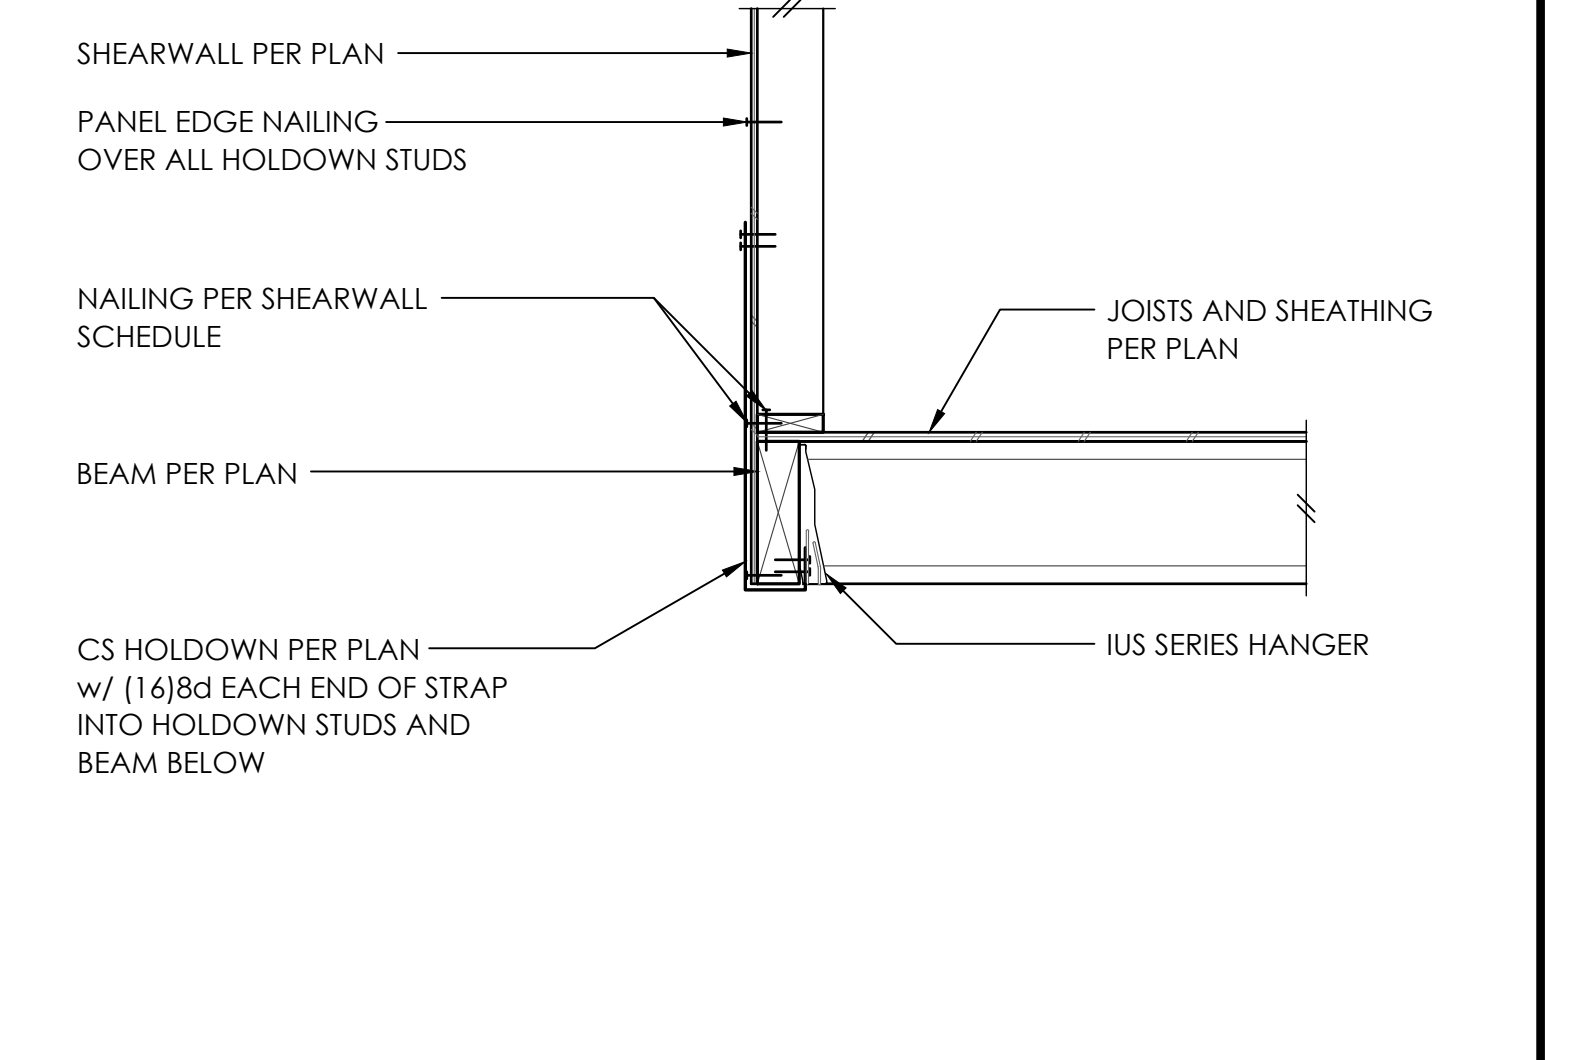 SHEARWALL PER PLAN
PANEL EDGE NAILING
OVER ALL HOLDOWN STUDS
NAILING PER SHEARWALL
SCHEDULE
JOISTS AND SHEATHING
PER PLAN
BEAM PER PLAN
CS HOLDOWN PER PLAN
w/ (16)8d EACH END OF STRAP
INTO HOLDOWN STUDS AND
BEAM BELOW
IUS SERIES HANGER